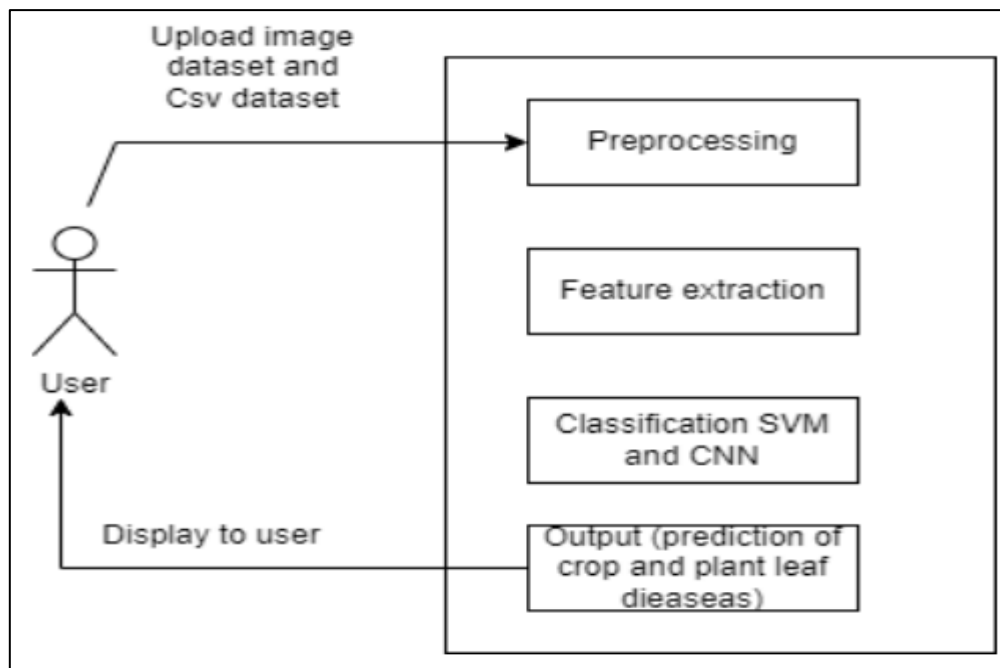 Upload image
dataset and
Csv dataset
Preprocessing
Feature extraction
User
Classification SVM
and CNN
Display to user
Output (prediction of
crop and plant leaf
dieaseas)